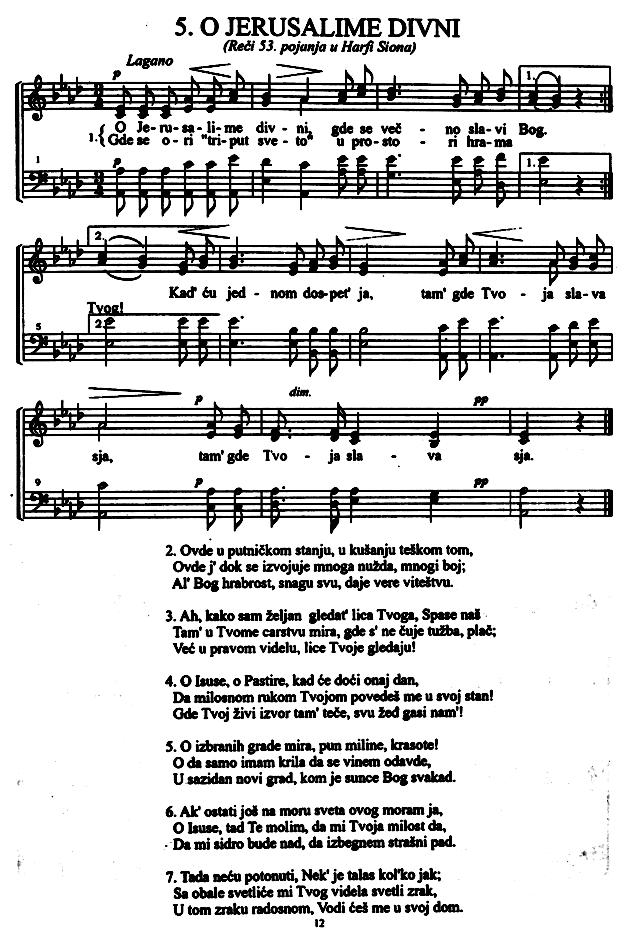 5. O JERUSALIME DIVNI
(Reči 53. pojanja u Harfi Siona)
Lagano
p
1.
O Je-ru-sa-li-me div-ni, gde se več - no sla-vi Bog.
1. Gde se o-ri "tri-put sve-to" u pro-sto - ri hra-ma
1
p
1.
2.
Kad' ću jed - nom dos-pet' ja, tam' gde Tvo - ja sla-va
Tvog!
5
2.
p
dim.
pp
sja, tam' gde Tvo - ja sla - va sja.
9
p
pp
2. Ovde u putničkom stanju, u kušanju teškom tom,
Ovde j' dok se izvojuje mnoga nužda, mnogi boj;
Al' Bog hrabrost, snagu svu, daje vere viteštvu.
3. Ah, kako sam željan gledat' lica Tvoga, Spase naš
Tam' u Tvome carstvu mira, gde s' ne čuje tužba, plač;
Već u pravom videlu, lice Tvoje gledaju!
4. O Isuse, o Pastire, kad će doći onaj dan,
Da milosnom rukom Tvojom povedeš me u svoj stan!
Gde Tvoj živi izvor tam' teče, svu žeđ gasi nam'!
5. O izbranih grade mira, pun miline, krasote!
O da samo imam krila da se vinem odavde,
U sazidan novi grad, kom je sunce Bog svakad.
6. Ak' ostati još na moru sveta ovog moram ja,
O Isuse, tad Te molim, da mi Tvoja milost da,
Da mi sidro bude nad, da izbegnem strašni pad.
7. Tada neću potonuti, Nek' je talas kol'ko jak;
Sa obale svetliće mi Tvog videla svetli zrak,
U tom zraku radosnom, Vodi ćeš me u svoj dom.
12